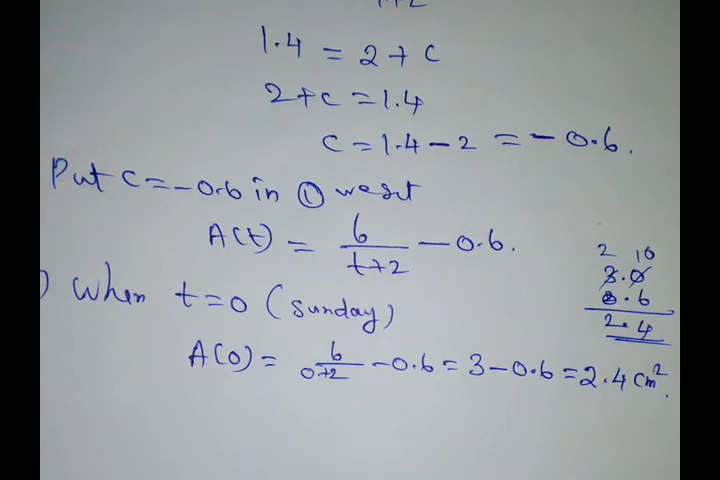 1.4 = 2 + c
2+c = 1.4
c = 1.4 - 2 = - 0.6.
Put c = -0.6 in ① we get
A(t) = 6/(t+2) - 0.6.
) When t=0 (Sunday)
A(0) = 6/(0+2) - 0.6 = 3 - 0.6 = 2.4 cm²
2 10
3.0
0.6
2.4